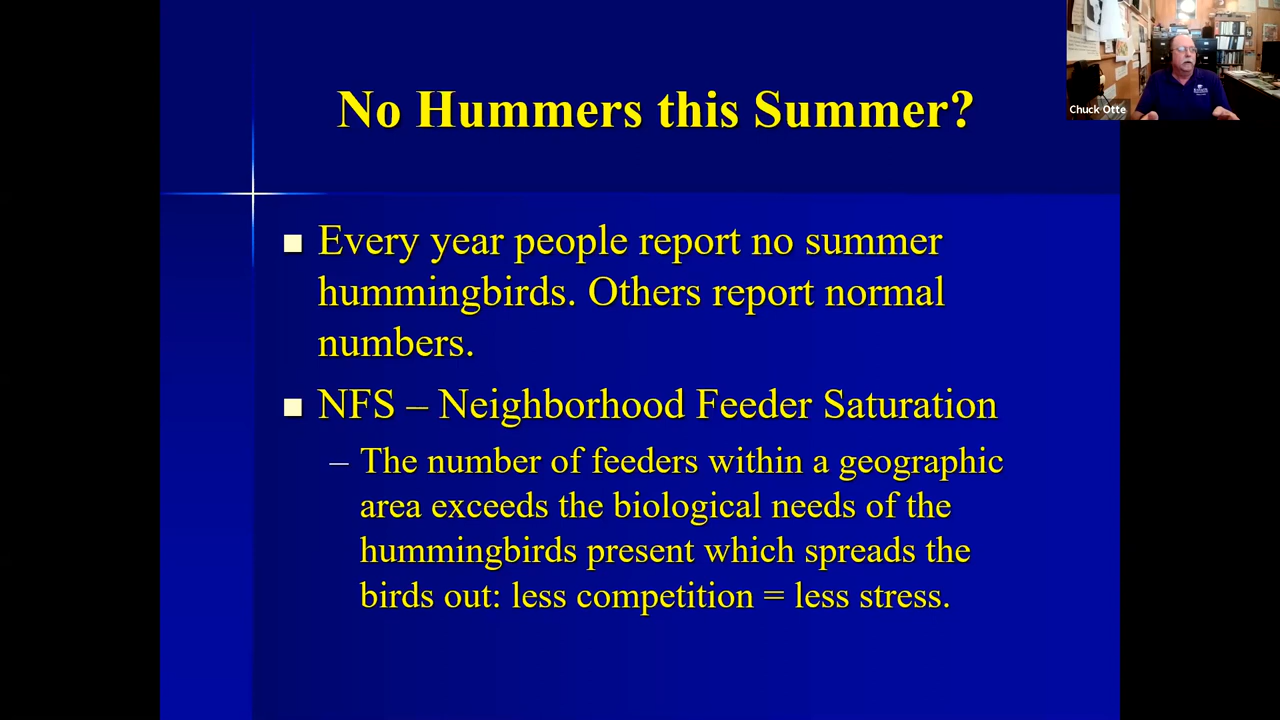 No Hummers this Summer?
Chuck Otte
■ Every year people report no summer
hummingbirds. Others report normal
numbers.
■ NFS – Neighborhood Feeder Saturation
– The number of feeders within a geographic
area exceeds the biological needs of the
hummingbirds present which spreads the
birds out: less competition = less stress.